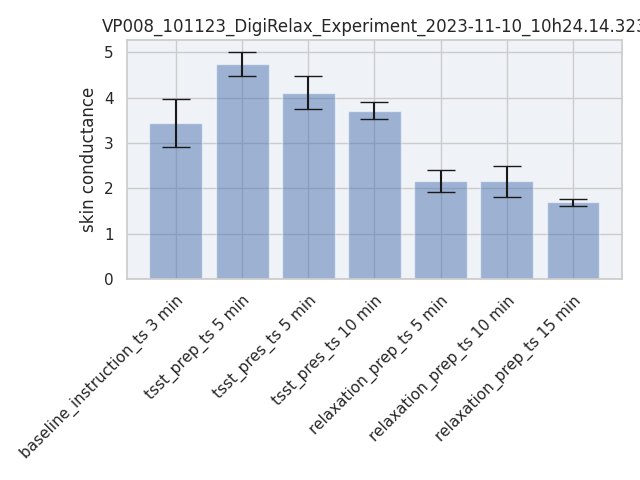 VP008_101123_DigiRelax_Experiment_2023-11-10_10h24.14.323
skin conductance
5
4
3
2
1
0
baseline_instruction_ts 3 min
tsst_prep_ts 5 min
tsst_pres_ts 5 min
tsst_pres_ts 10 min
relaxation_prep_ts 5 min
relaxation_prep_ts 10 min
relaxation_prep_ts 15 min